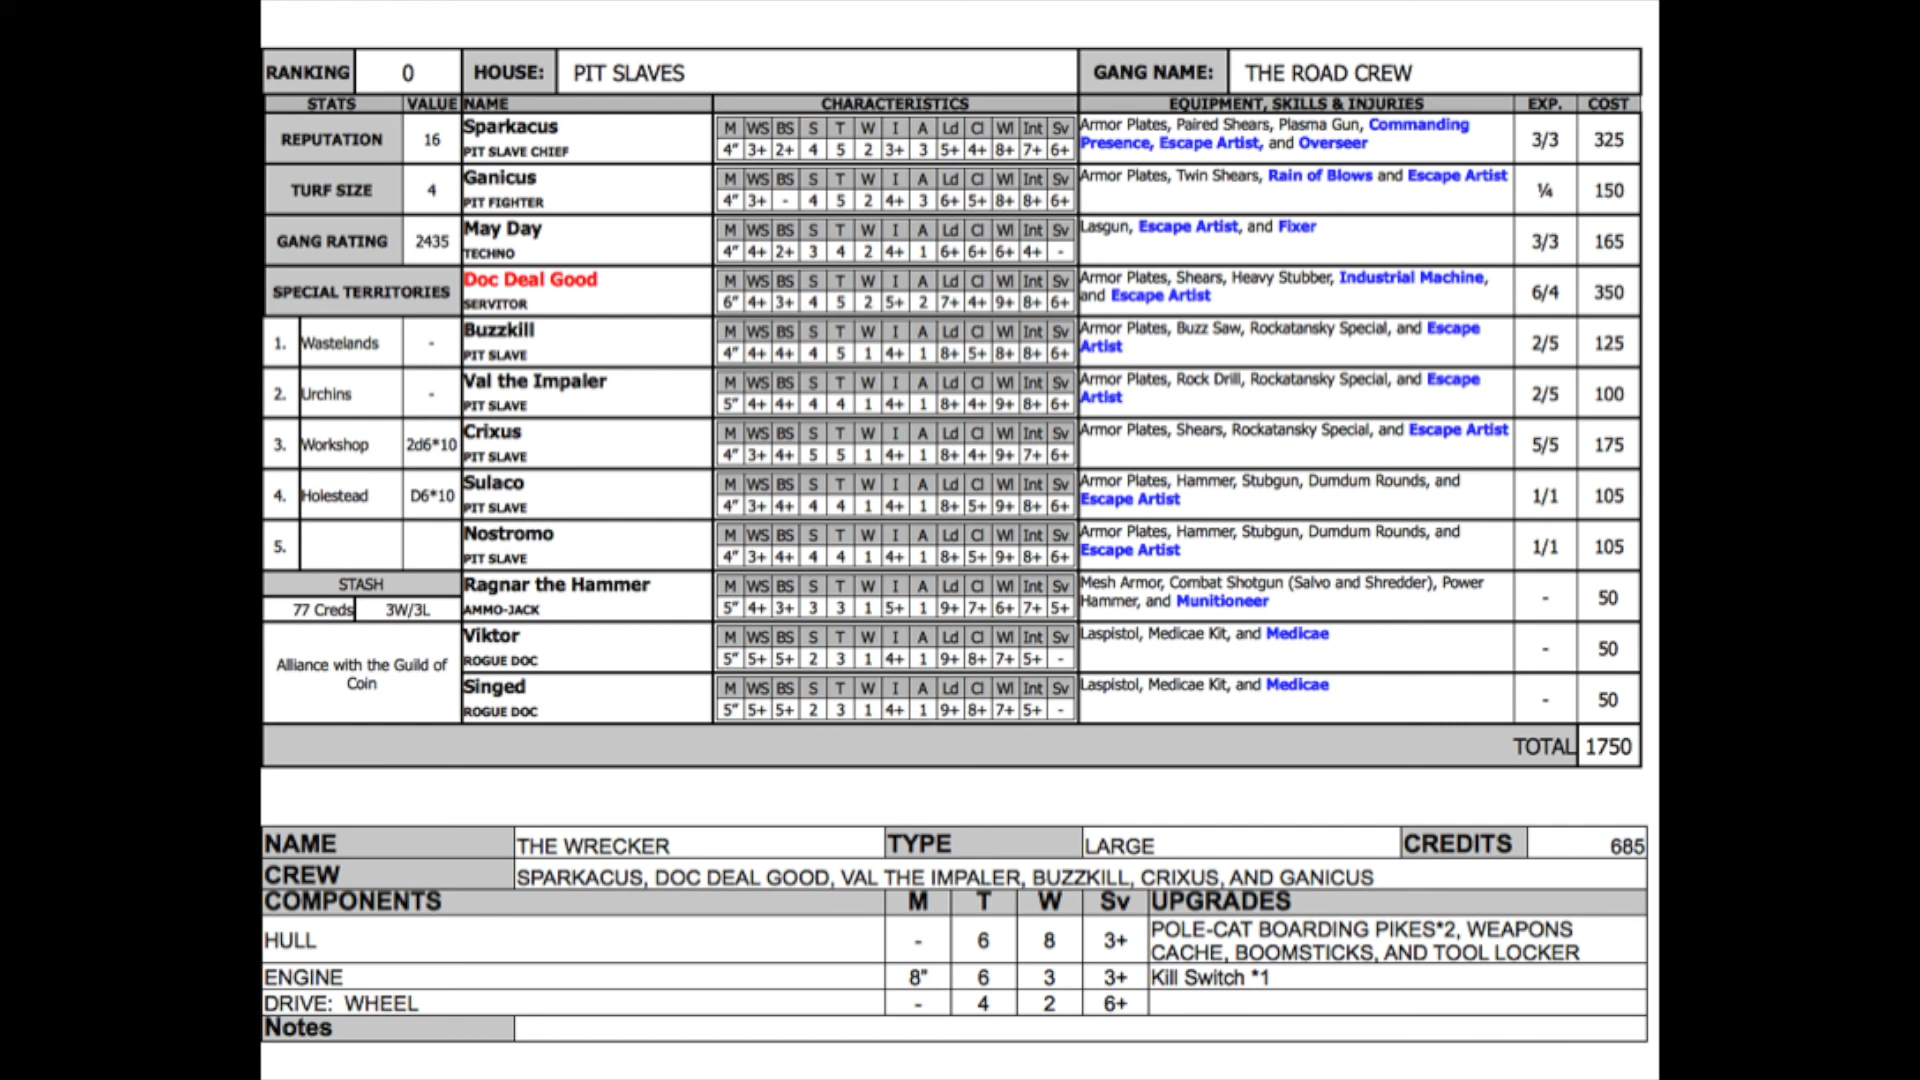 RANKING 0 HOUSE: PIT SLAVES GANG NAME: THE ROAD CREW
STATS VALUE NAME CHARACTERISTICS EQUIPMENT, SKILLS & INJURIES EXP. COST
REPUTATION 16 Sparkacus M WS BS S T W I A Ld Cl Wl Int Sv Armor Plates, Paired Shears, Plasma Gun, Commanding 3/3 325
PIT SLAVE CHIEF 4" 3+ 2+ 4 5 2 3+ 3 5+ 4+ 8+ 7+ 6+ Presence, Escape Artist, and Overseer
TURF SIZE 4 Ganicus M WS BS S T W I A Ld Cl Wl Int Sv Armor Plates, Twin Shears, Rain of Blows and Escape Artist ¼ 150
PIT FIGHTER 4" 3+ - 4 5 2 4+ 3 6+ 5+ 8+ 8+ 6+
GANG RATING 2435 May Day M WS BS S T W I A Ld Cl Wl Int Sv Lasgun, Escape Artist, and Fixer 3/3 165
TECHNO 4" 4+ 2+ 3 4 2 4+ 1 6+ 6+ 6+ 4+ -
SPECIAL TERRITORIES Doc Deal Good M WS BS S T W I A Ld Cl Wl Int Sv Armor Plates, Shears, Heavy Stubber, Industrial Machine, 6/4 350
SERVITOR 6" 4+ 3+ 4 5 2 5+ 2 7+ 4+ 9+ 8+ 6+ and Escape Artist
1. Wastelands - Buzzkill M WS BS S T W I A Ld Cl Wl Int Sv Armor Plates, Buzz Saw, Rockatansky Special, and Escape 2/5 125
PIT SLAVE 4" 4+ 4+ 4 5 1 4+ 1 8+ 5+ 8+ 8+ 6+ Artist
2. Urchins - Val the Impaler M WS BS S T W I A Ld Cl Wl Int Sv Armor Plates, Rock Drill, Rockatansky Special, and Escape 2/5 100
PIT SLAVE 5" 4+ 4+ 4 4 1 4+ 1 8+ 4+ 9+ 8+ 6+ Artist
3. Workshop 2d6*10 Crixus M WS BS S T W I A Ld Cl Wl Int Sv Armor Plates, Shears, Rockatansky Special, and Escape Artist 5/5 175
PIT SLAVE 4" 3+ 4+ 5 5 1 4+ 1 8+ 4+ 9+ 7+ 6+
4. Holestead D6*10 Sulaco M WS BS S T W I A Ld Cl Wl Int Sv Armor Plates, Hammer, Stubgun, Dumdum Rounds, and 1/1 105
PIT SLAVE 4" 3+ 4+ 4 4 1 4+ 1 8+ 5+ 9+ 8+ 6+ Escape Artist
5. Nostromo M WS BS S T W I A Ld Cl Wl Int Sv Armor Plates, Hammer, Stubgun, Dumdum Rounds, and 1/1 105
PIT SLAVE 4" 3+ 4+ 4 4 1 4+ 1 8+ 5+ 9+ 8+ 6+ Escape Artist
STASH Ragnar the Hammer M WS BS S T W I A Ld Cl Wl Int Sv Mesh Armor, Combat Shotgun (Salvo and Shredder), Power - 50
77 Creds 3W/3L AMMO-JACK 5" 4+ 3+ 3 3 1 5+ 1 9+ 7+ 6+ 7+ 5+ Hammer, and Munitioneer
Alliance with the Guild of Coin Viktor M WS BS S T W I A Ld Cl Wl Int Sv Laspistol, Medicae Kit, and Medicae - 50
ROGUE DOC 5" 5+ 5+ 2 3 1 4+ 1 9+ 8+ 7+ 5+ -
Singed M WS BS S T W I A Ld Cl Wl Int Sv Laspistol, Medicae Kit, and Medicae - 50
ROGUE DOC 5" 5+ 5+ 2 3 1 4+ 1 9+ 8+ 7+ 5+ -
TOTAL 1750
NAME THE WRECKER TYPE LARGE CREDITS 685
CREW SPARKACUS, DOC DEAL GOOD, VAL THE IMPALER, BUZZKILL, CRIXUS, AND GANICUS
COMPONENTS M T W Sv UPGRADES
HULL - 6 8 3+ POLE-CAT BOARDING PIKES*2, WEAPONS
CACHE, BOOMSTICKS, AND TOOL LOCKER
ENGINE 8" 6 3 3+ Kill Switch *1
DRIVE: WHEEL - 4 2 6+
Notes